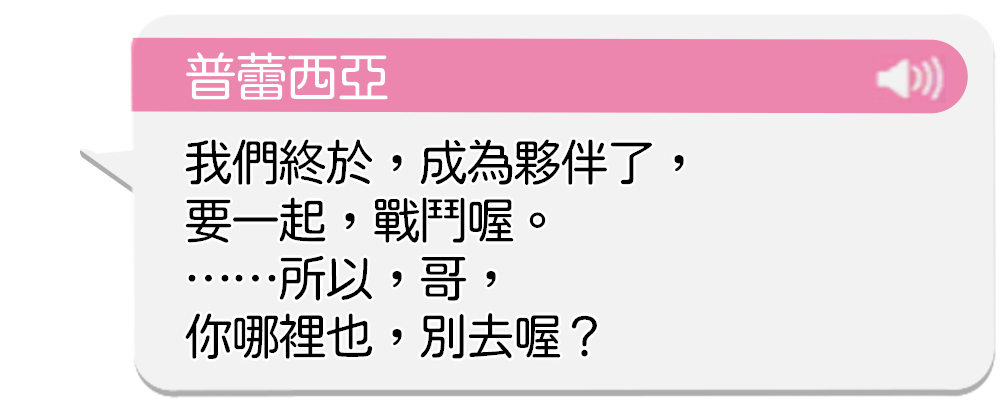 普蕾西亞
我們終於，成為夥伴了，
要一起，戰鬥喔。
⋯⋯所以，哥，
你哪裡也，別去喔？